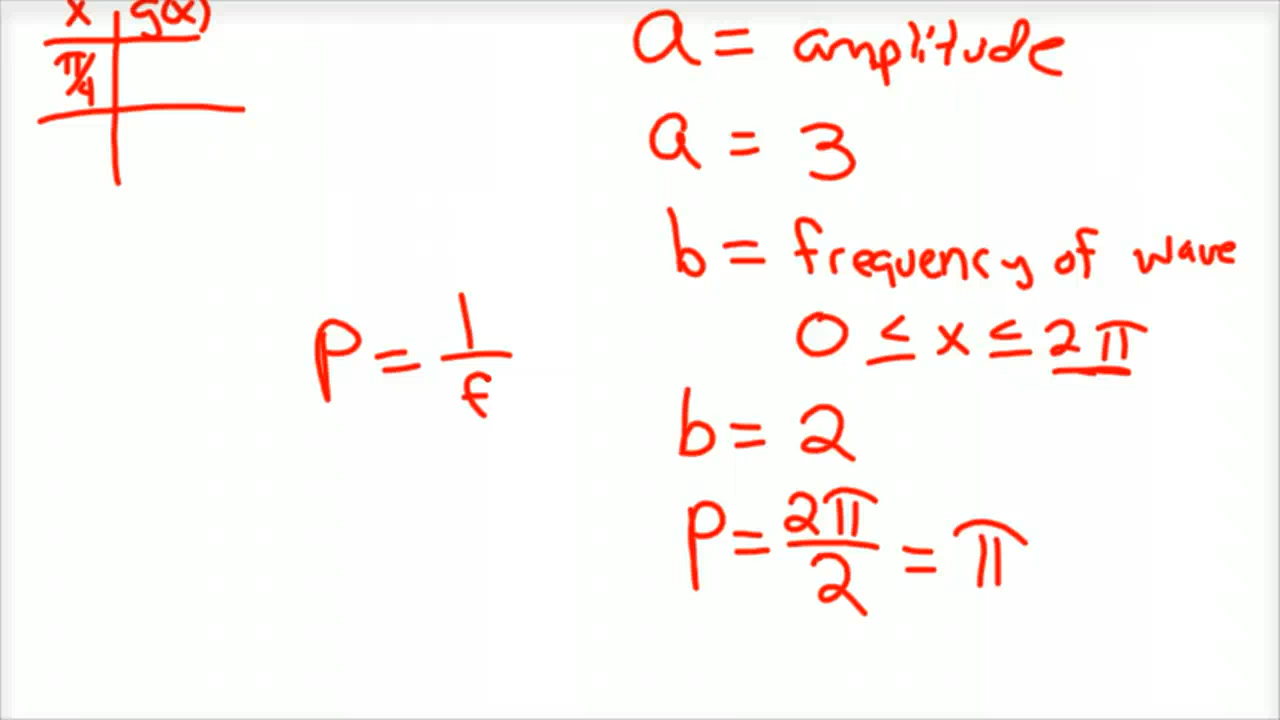 x g(x)
π/4
a = amplitude
a = 3
b = frequency of wave
0 ≤ x ≤ 2π
P = 1/f
b = 2
P = 2π/2 = π